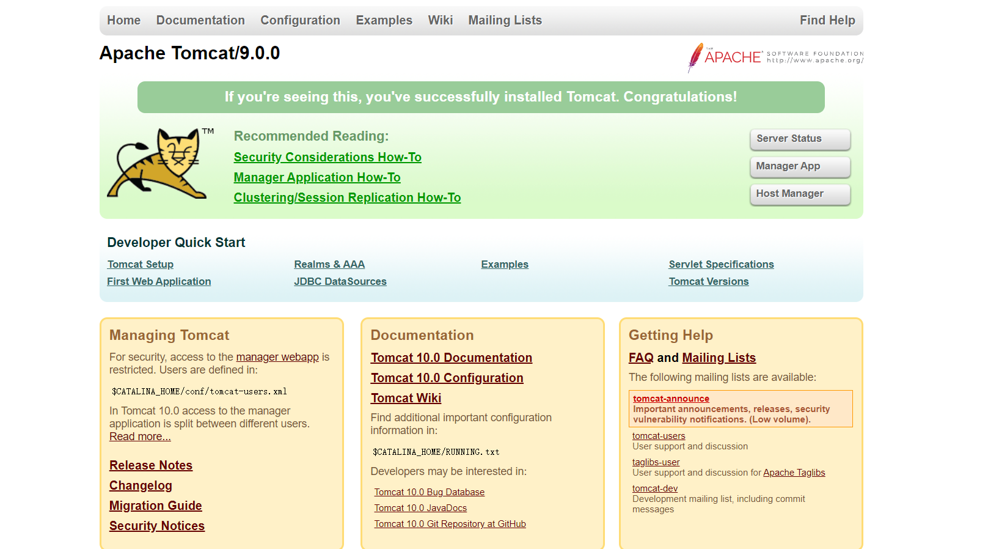 Home Documentation Configuration Examples Wiki Mailing Lists Find Help
Apache Tomcat/9.0.0
THE APACHE SOFTWARE FOUNDATION
http://www.apache.org/
If you're seeing this, you've successfully installed Tomcat. Congratulations!
TM
Recommended Reading:
Security Considerations How-To
Manager Application How-To
Clustering/Session Replication How-To
Server Status
Manager App
Host Manager
Developer Quick Start
Tomcat Setup
First Web Application
Realms & AAA
JDBC DataSources
Examples
Servlet Specifications
Tomcat Versions
Managing Tomcat
For security, access to the manager webapp is
restricted. Users are defined in:
$CATALINA_HOME/conf/tomcat-users.xml
In Tomcat 10.0 access to the manager
application is split between different users.
Read more...
Release Notes
Changelog
Migration Guide
Security Notices
Documentation
Tomcat 10.0 Documentation
Tomcat 10.0 Configuration
Tomcat Wiki
Find additional important configuration
information in:
$CATALINA_HOME/RUNNING.txt
Developers may be interested in:
Tomcat 10.0 Bug Database
Tomcat 10.0 JavaDocs
Tomcat 10.0 Git Repository at GitHub
Getting Help
FAQ and Mailing Lists
The following mailing lists are available:
tomcat-announce
Important announcements, releases, security
vulnerability notifications. (Low volume).
tomcat-users
User support and discussion
taglibs-user
User support and discussion for Apache Taglibs
tomcat-dev
Development mailing list, including commit
messages